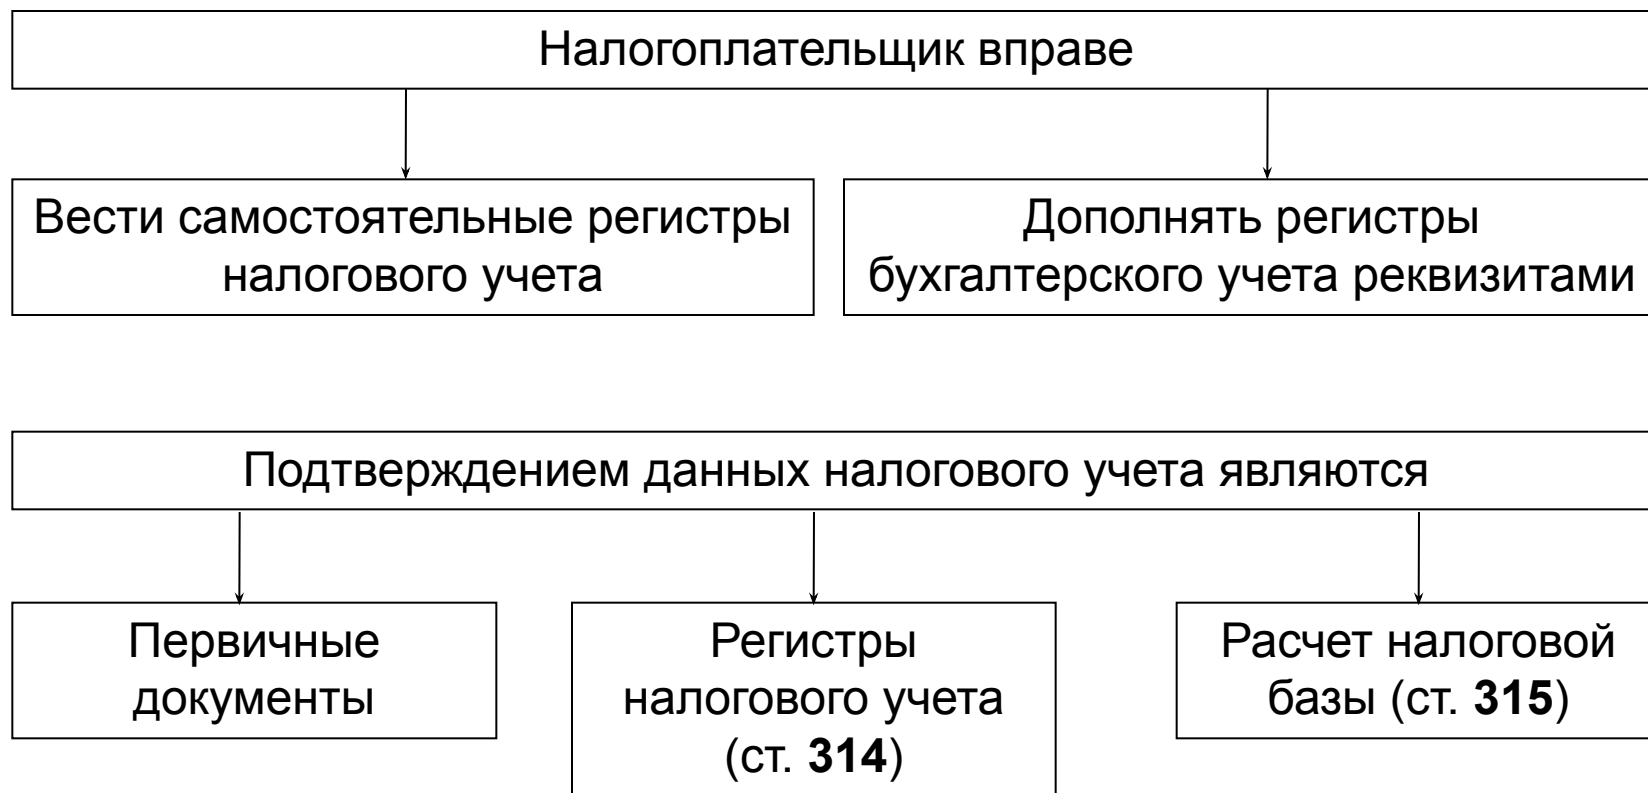 Налогоплательщик вправе
Вести самостоятельные регистры
налогового учета
Дополнять регистры
бухгалтерского учета реквизитами
Подтверждением данных налогового учета являются
Первичные
документы
Регистры
налогового учета
(ст. 314)
Расчет налоговой
базы (ст. 315)